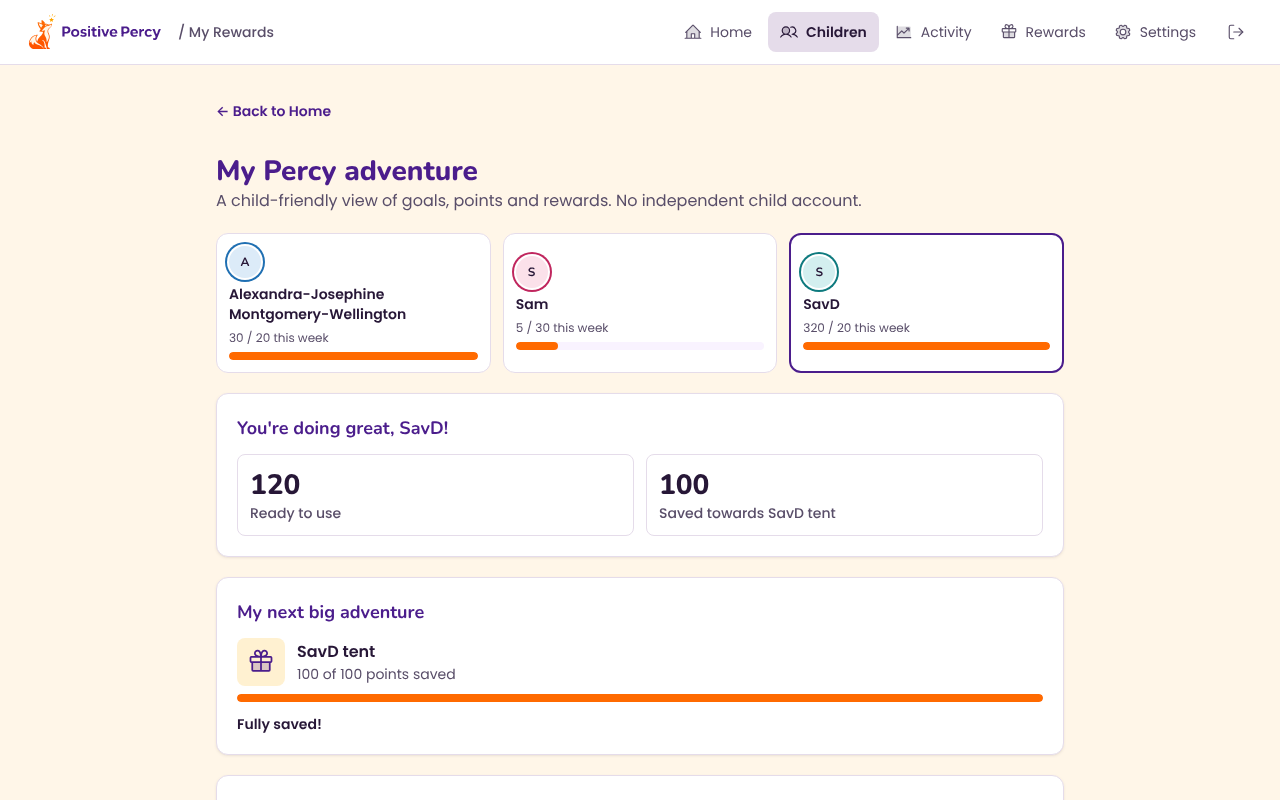 Positive Percy / My Rewards Home Children Activity Rewards Settings
← Back to Home
My Percy adventure
A child-friendly view of goals, points and rewards. No independent child account.
A
Alexandra-Josephine
Montgomery-Wellington
30 / 20 this week
S
Sam
5 / 30 this week
S
SavD
320 / 20 this week
You're doing great, SavD!
120
Ready to use
100
Saved towards SavD tent
My next big adventure
SavD tent
100 of 100 points saved
Fully saved!